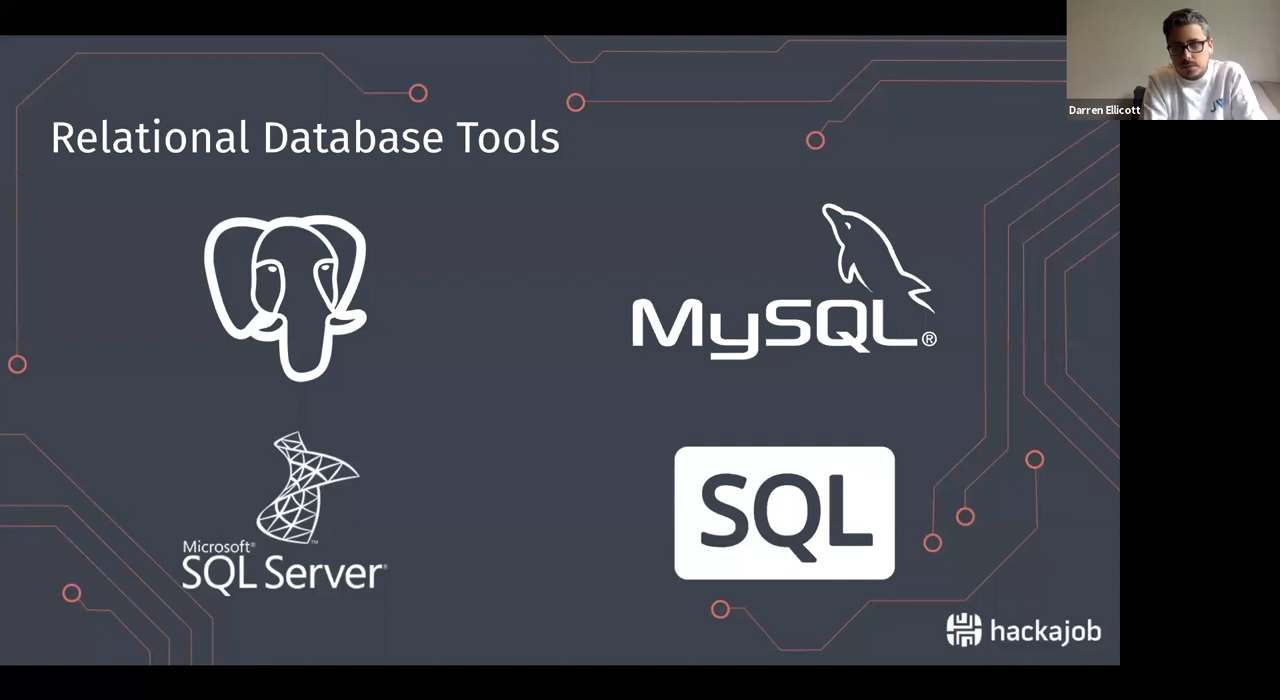 Darren Ellicott
Relational Database Tools
MySQL®
Microsoft®
SQL Server®
SQL
hackajob